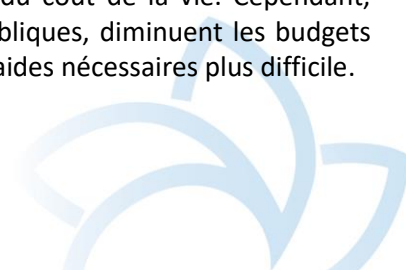 du coût de la vie. Cependant,
bliques, diminuent les budgets
aides nécessaires plus difficile.